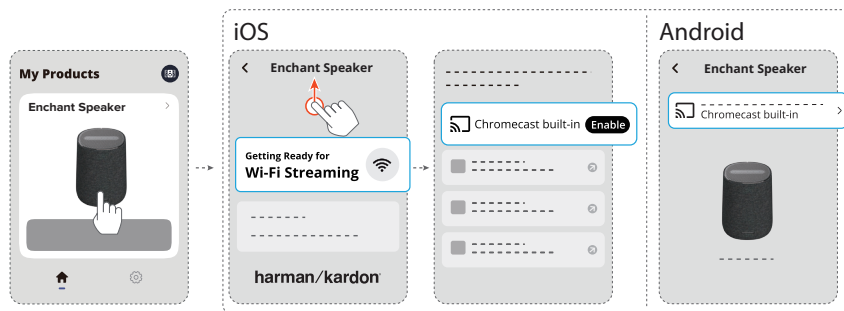 iOS
Android
My Products
Enchant Speaker
Enchant Speaker
Getting Ready for
Wi-Fi Streaming
harman/kardon
Chromecast built-in Enable
Enchant Speaker
Chromecast built-in